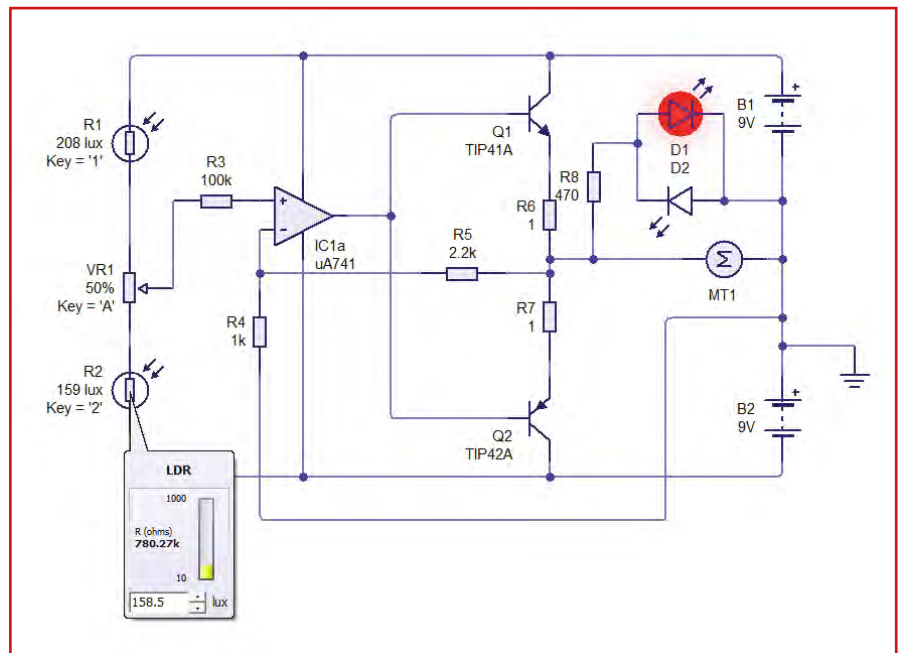 R1
208 lux
Key = '1'
R3
100k
+
−
IC1a
uA741
VR1
50%
Key = 'A'
R4
1k
R5
2.2k
R2
159 lux
Key = '2'
Q1
TIP41A
R6
1
R7
1
Q2
TIP42A
R8
470
D1
D2
Σ
MT1
B1
9V
+
B2
9V
+
LDR
1000
R (ohms)
780.27k
10
158.5 lux